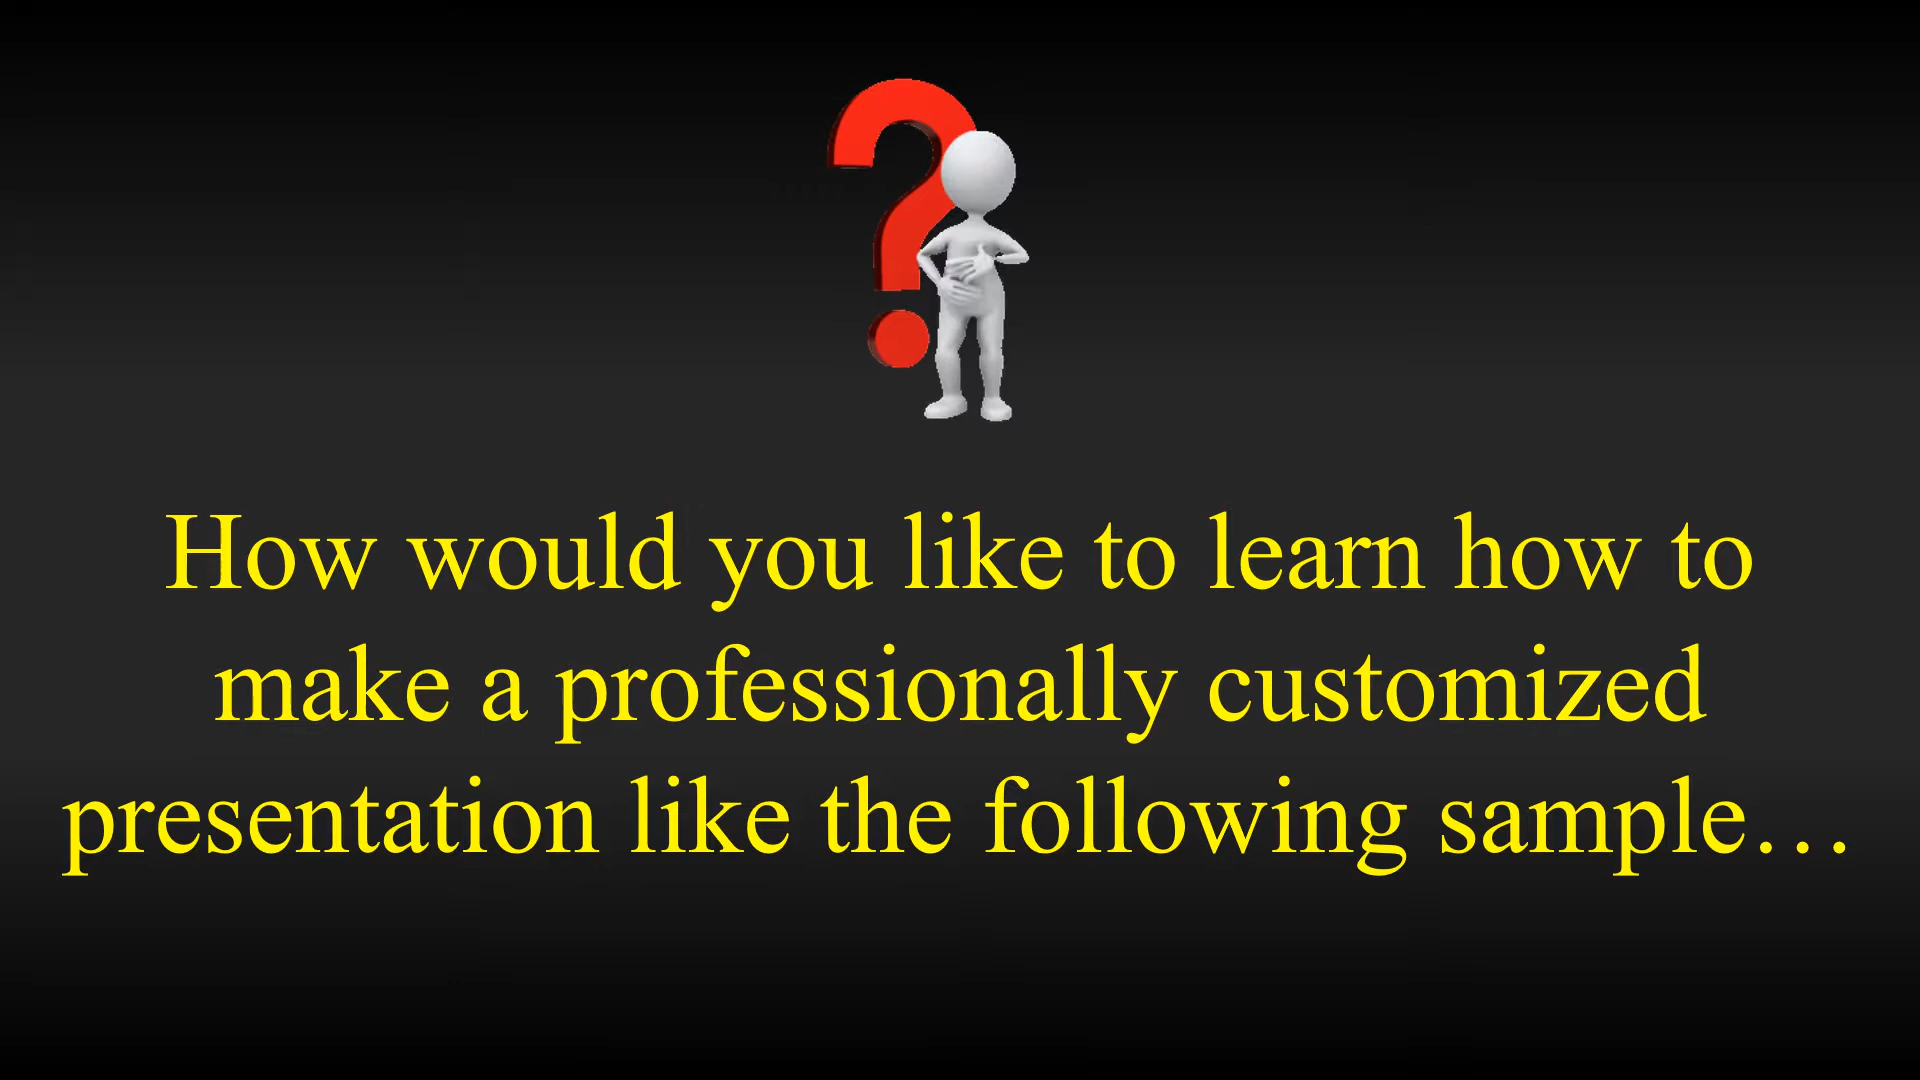 How would you like to learn how to
make a professionally customized
presentation like the following sample…